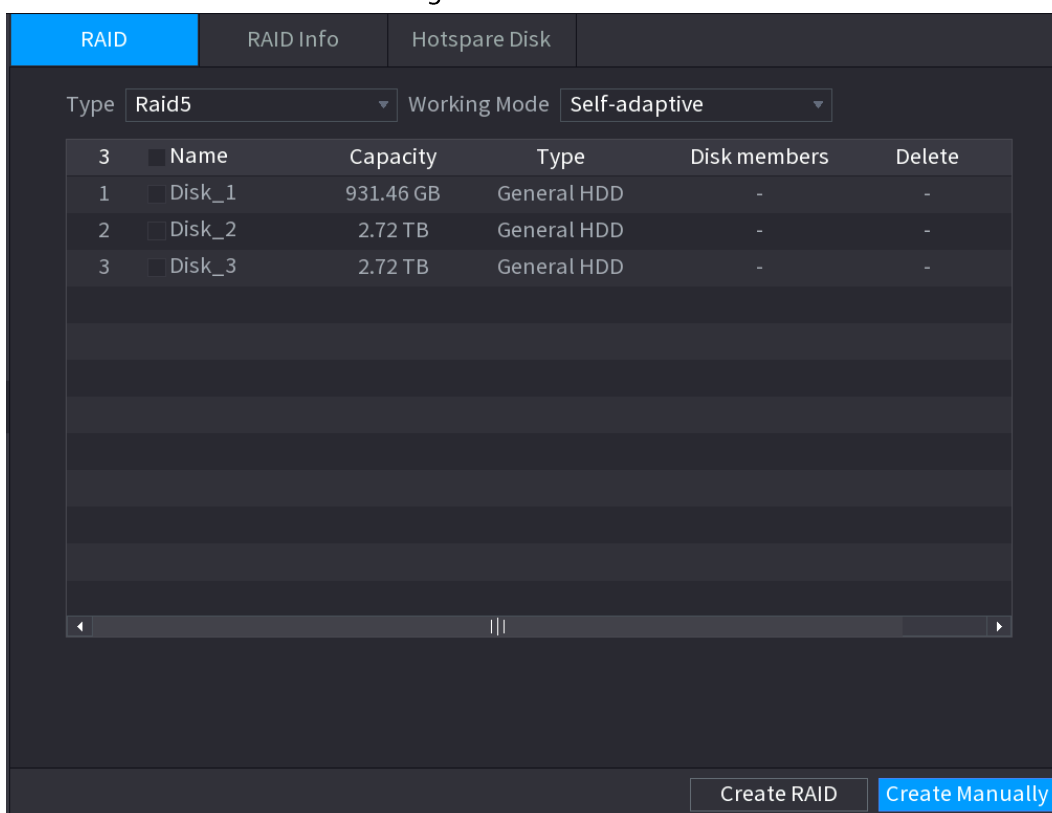 RAID RAID Info Hotspare Disk
Type Raid5 Working Mode Self-adaptive
3 Name Capacity Type Disk members Delete
1 Disk_1 931.46 GB General HDD - -
2 Disk_2 2.72 TB General HDD - -
3 Disk_3 2.72 TB General HDD - -
Create RAID Create Manually